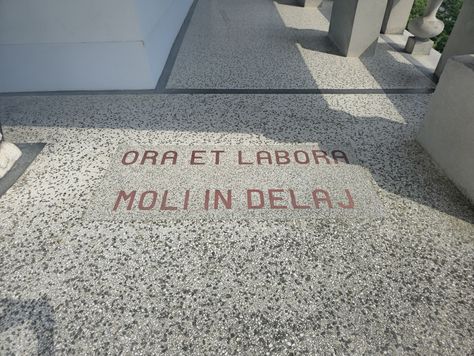 ORA ET LABORA
MOLI IN DELAJ